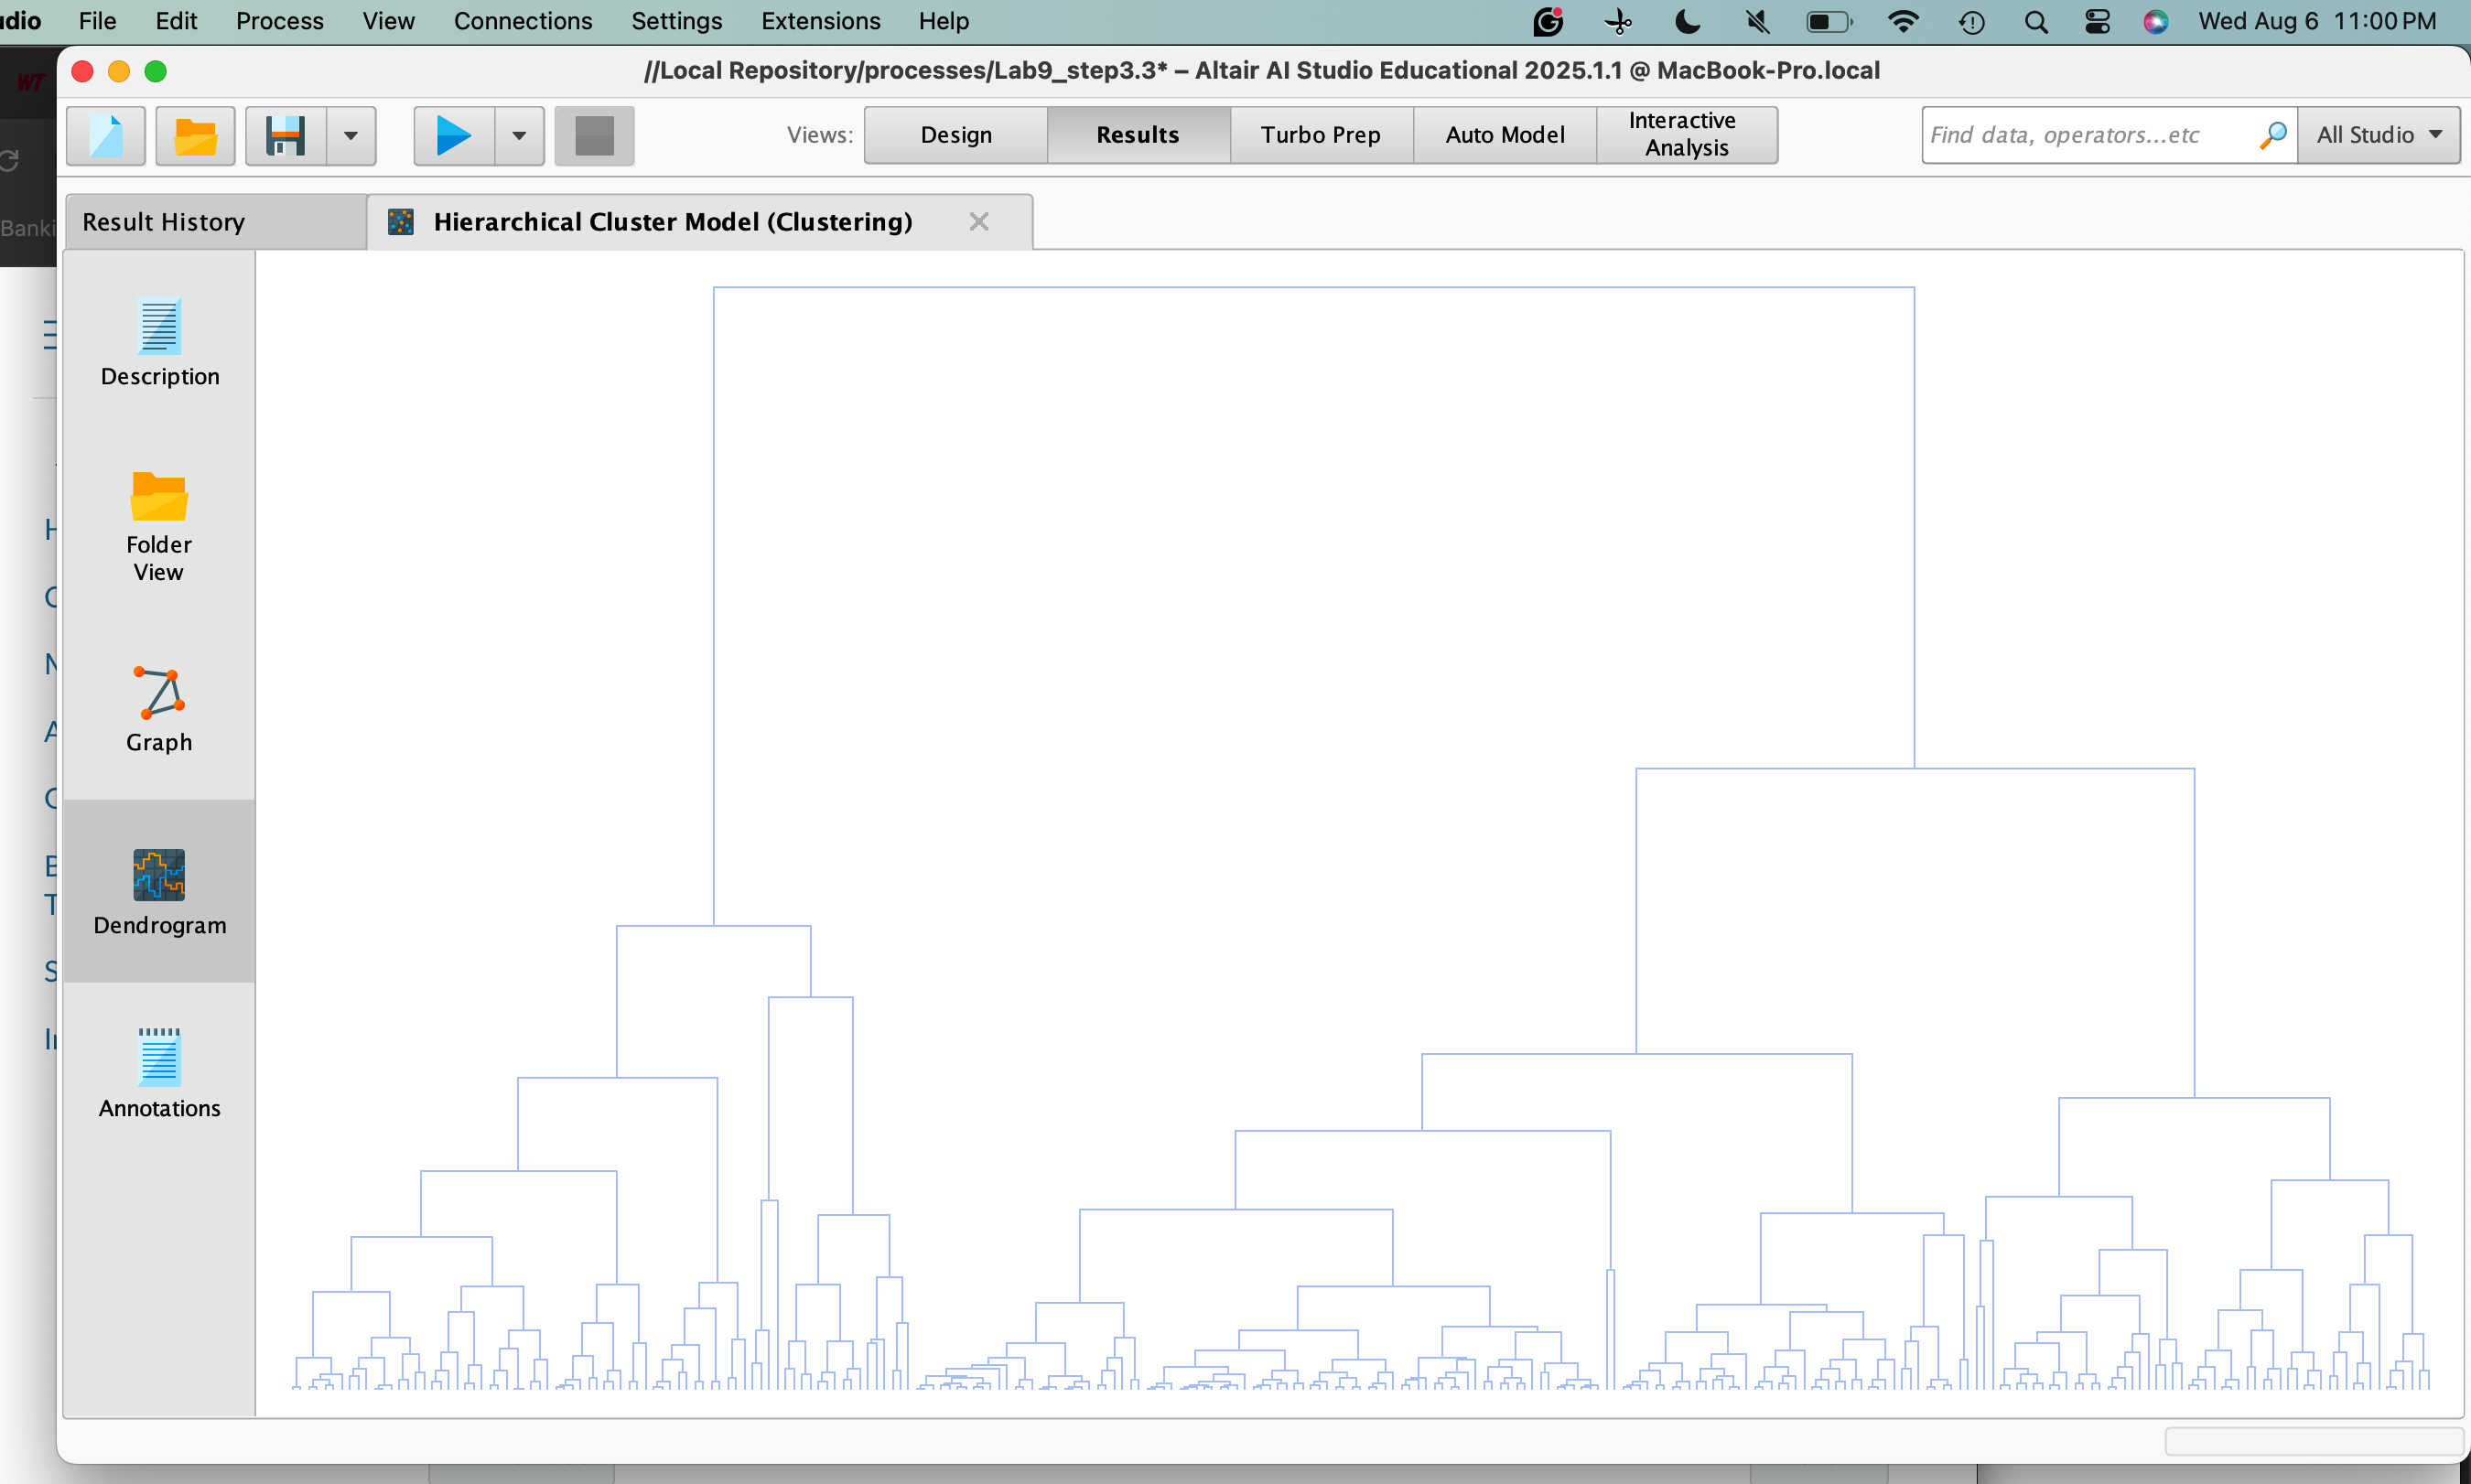 File Edit Process View Connections Settings Extensions Help Wed Aug 6 11:00 PM
//Local Repository/processes/Lab9_step3.3* – Altair AI Studio Educational 2025.1.1 @ MacBook-Pro.local
Views: Design Results Turbo Prep Auto Model Interactive
Analysis
Find data, operators...etc All Studio
Result History Hierarchical Cluster Model (Clustering)
Description
Folder
View
Graph
Dendrogram
Annotations